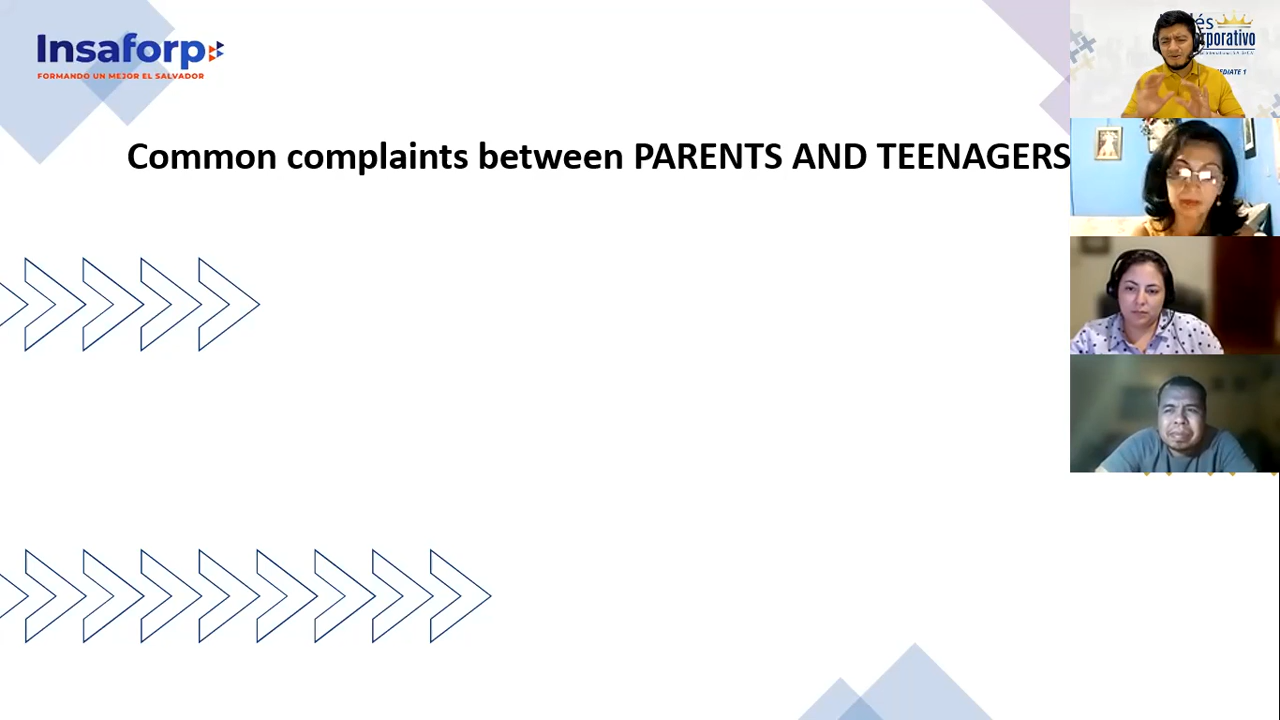 Insaforp
FORMANDO UN MEJOR EL SALVADOR
Common complaints between PARENTS AND TEENAGERS